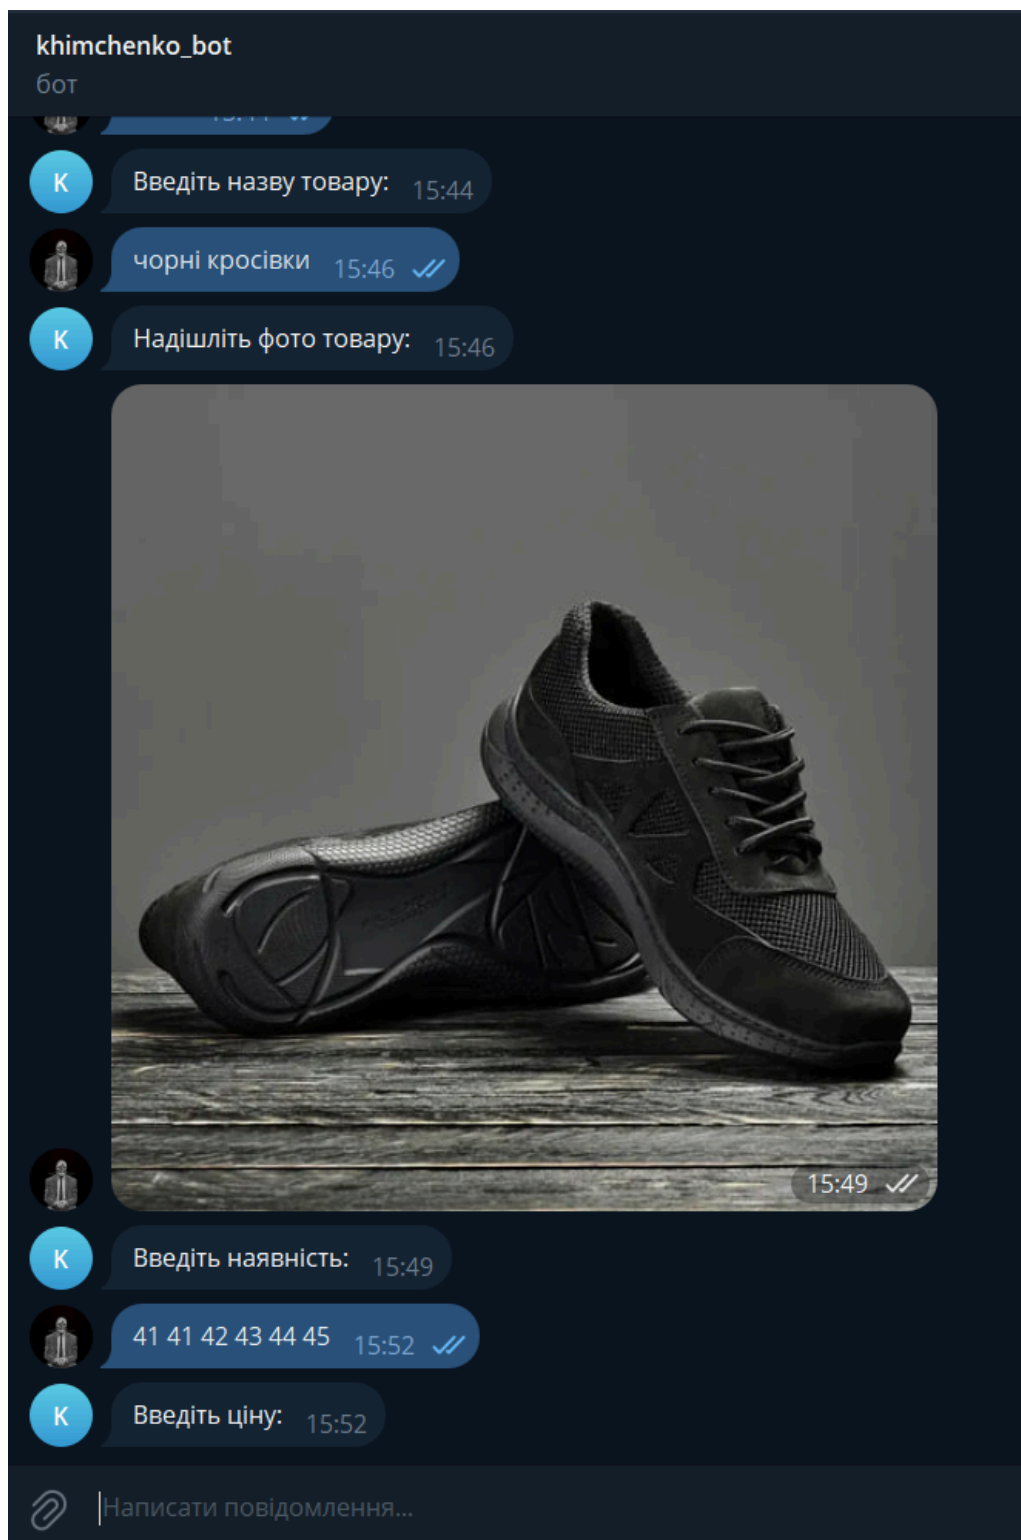 khimchenko_bot
бот
Введіть назву товару: 15:44
чорні кросівки 15:46
K
Надішліть фото товару: 15:46
K
15:49
Введіть наявність: 15:49
K
41 41 42 43 44 45 15:52
Введіть ціну: 15:52
K
Написати повідомлення...